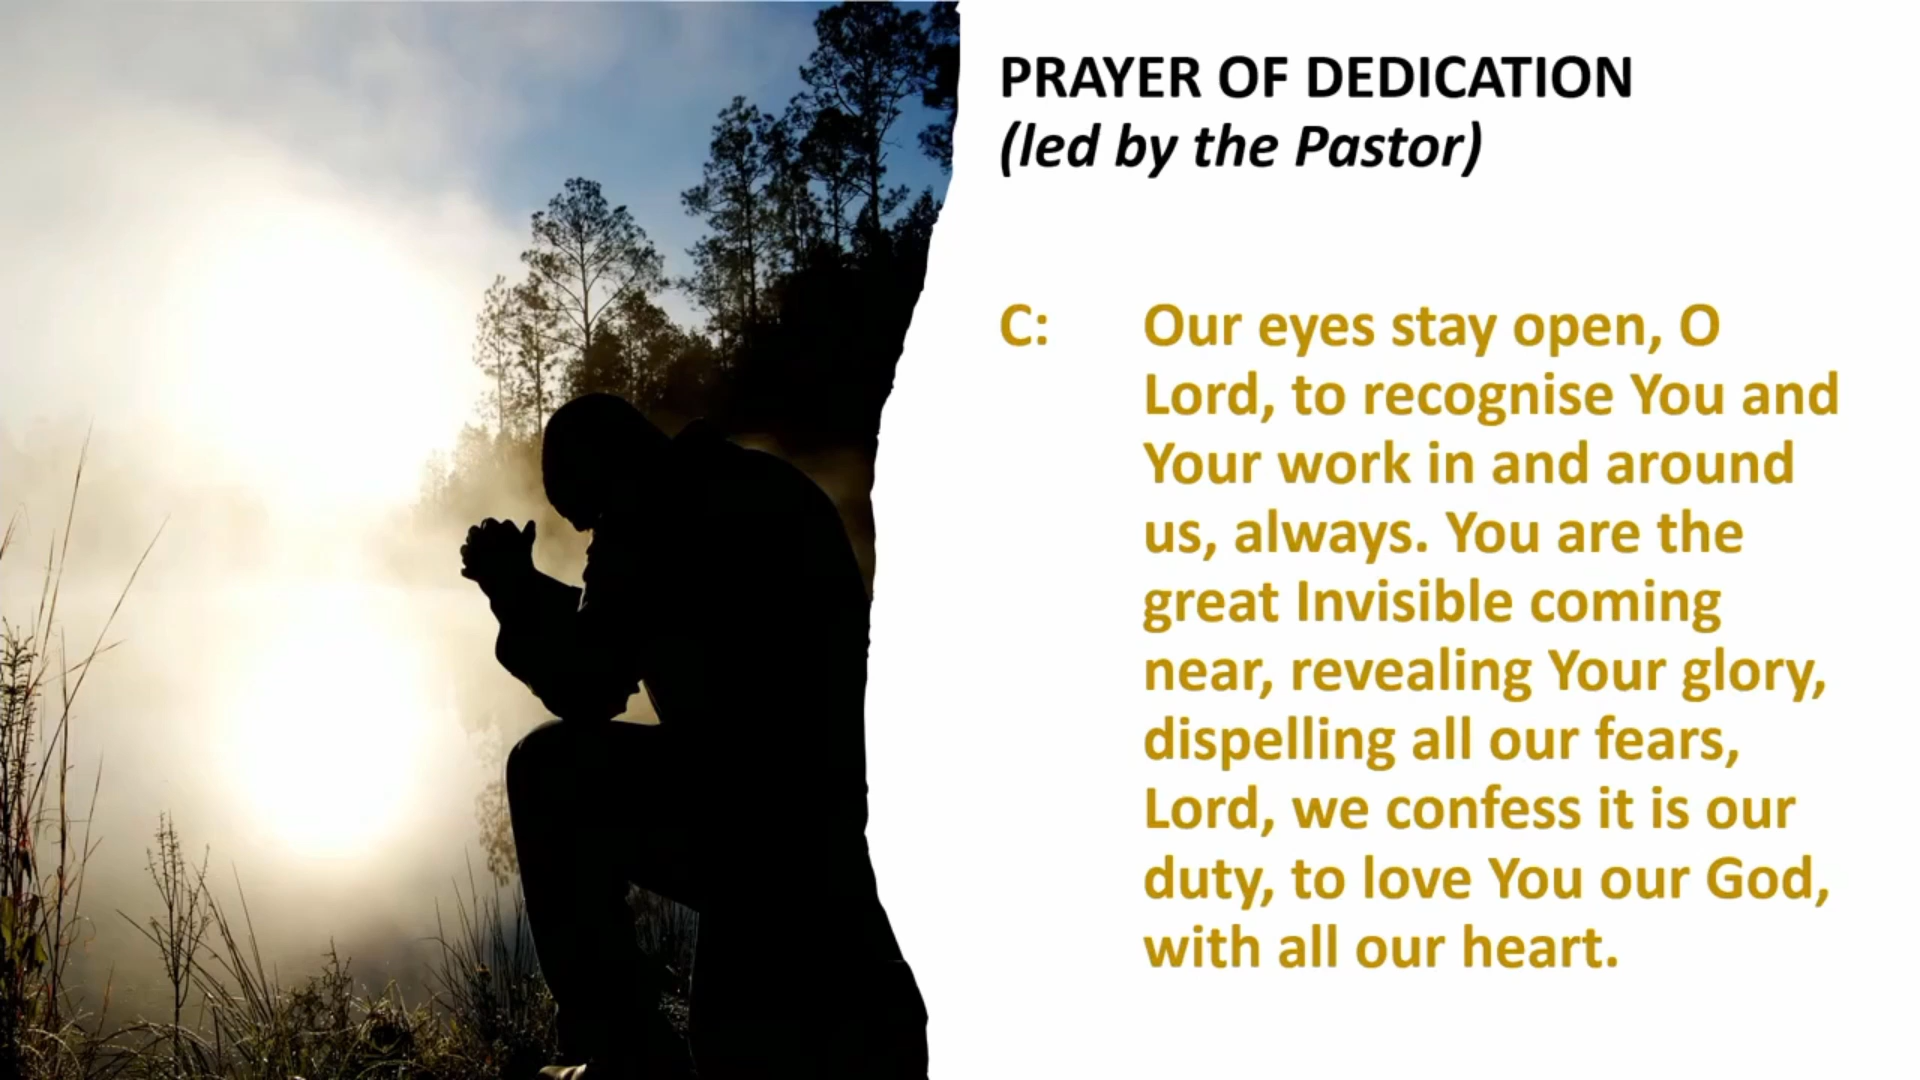 PRAYER OF DEDICATION
(led by the Pastor)
C: Our eyes stay open, O
Lord, to recognise You and
Your work in and around
us, always. You are the
great Invisible coming
near, revealing Your glory,
dispelling all our fears,
Lord, we confess it is our
duty, to love You our God,
with all our heart.